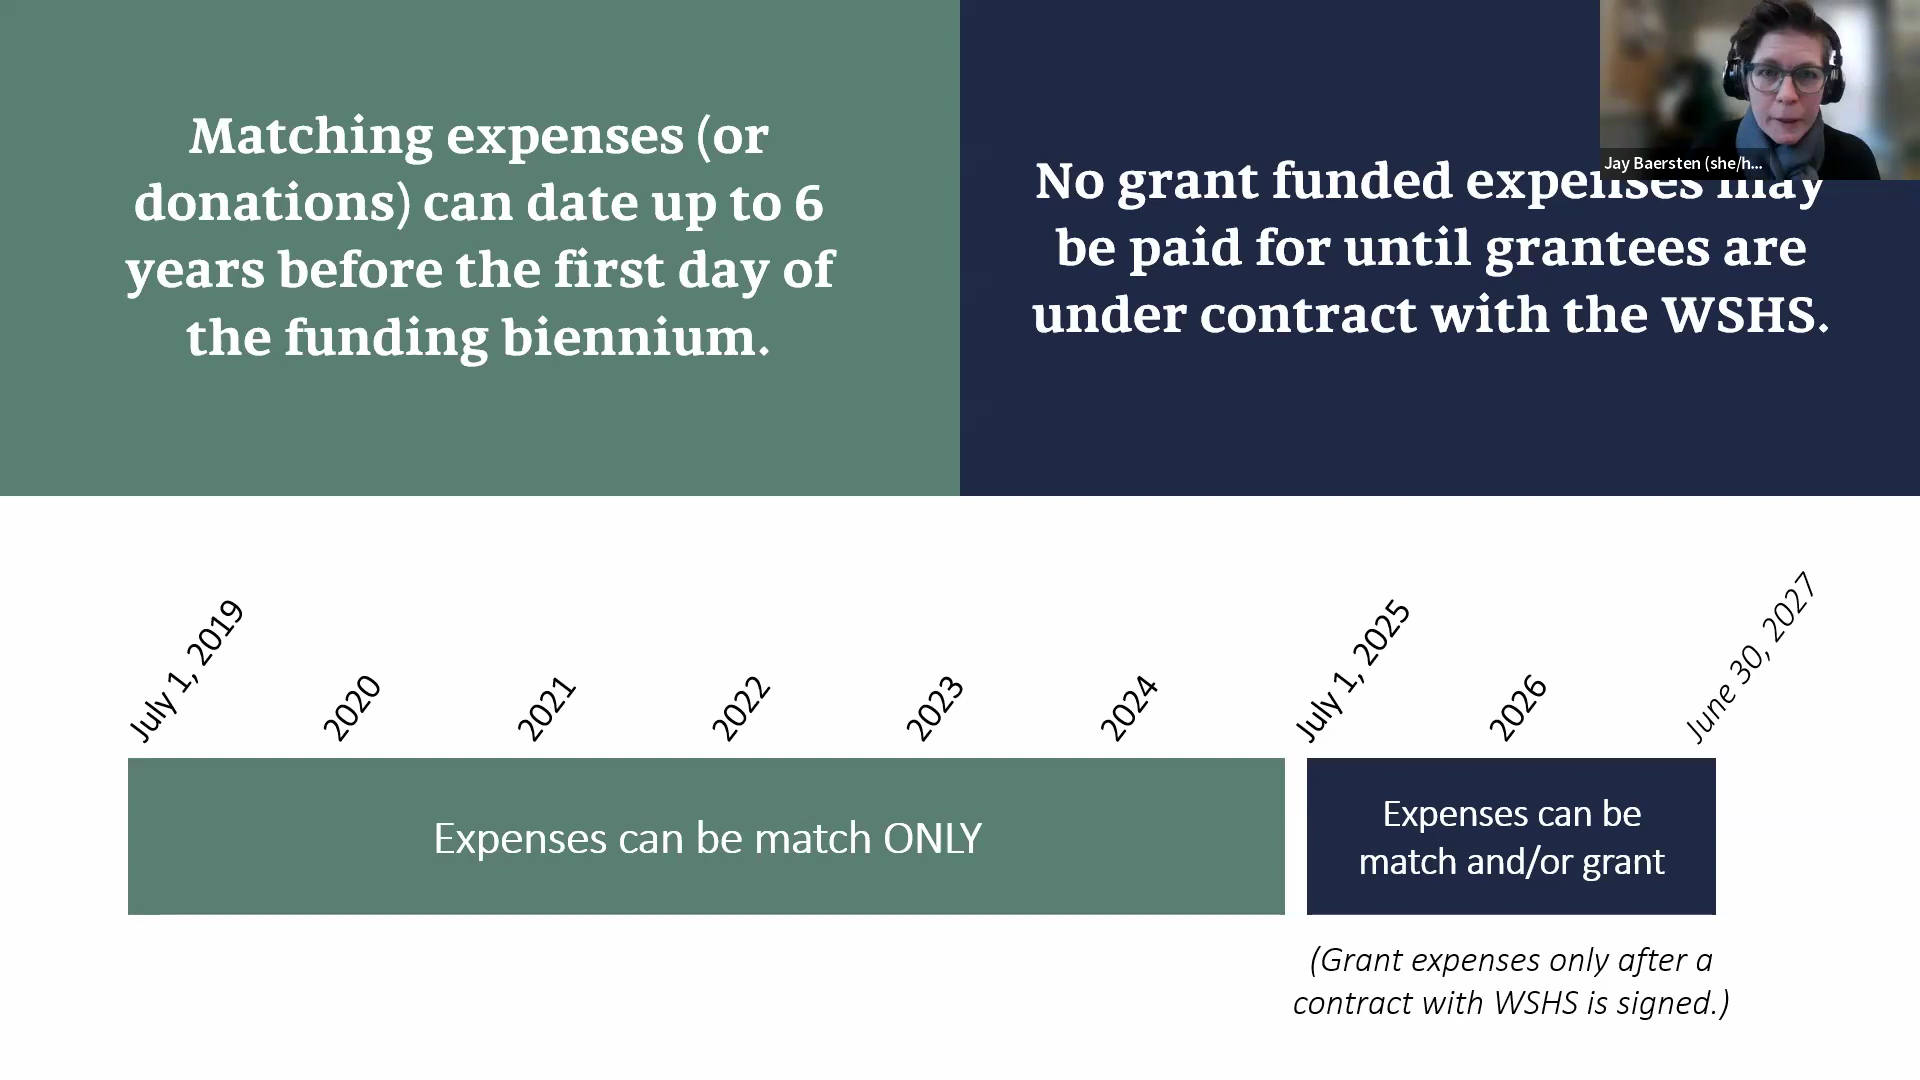 Matching expenses (or
donations) can date up to 6
years before the first day of
the funding biennium.
No grant funded expenses may
be paid for until grantees are
under contract with the WSHS.
Jay Baersten (she/h...
July 1, 2019
2020
2021
2022
2023
2024
July 1, 2025
2026
June 30, 2027
Expenses can be match ONLY
Expenses can be
match and/or grant
(Grant expenses only after a
contract with WSHS is signed.)